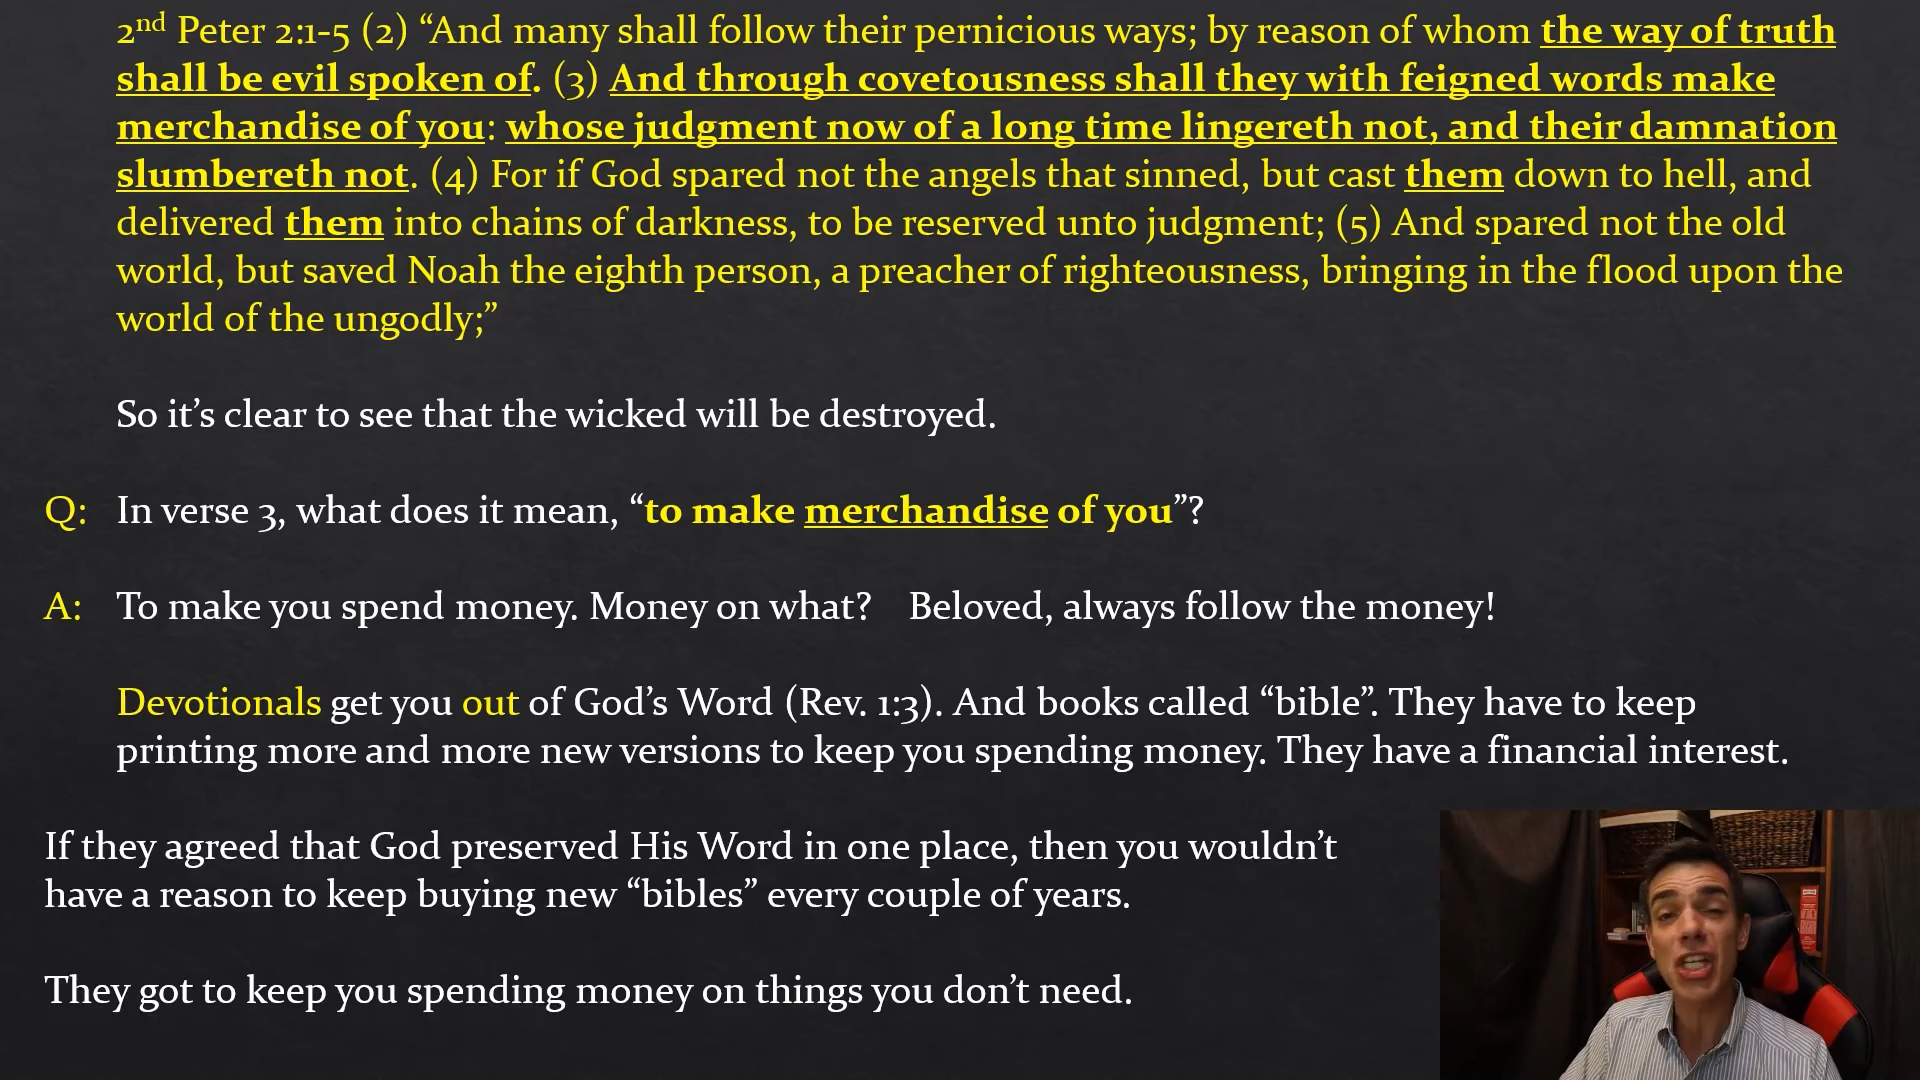 2nd Peter 2:1-5 (2) “And many shall follow their pernicious ways; by reason of whom the way of truth
shall be evil spoken of. (3) And through covetousness shall they with feigned words make
merchandise of you: whose judgment now of a long time lingereth not, and their damnation
slumbereth not. (4) For if God spared not the angels that sinned, but cast them down to hell, and
delivered them into chains of darkness, to be reserved unto judgment; (5) And spared not the old
world, but saved Noah the eighth person, a preacher of righteousness, bringing in the flood upon the
world of the ungodly;”
So it’s clear to see that the wicked will be destroyed.
Q: In verse 3, what does it mean, “to make merchandise of you”?
A: To make you spend money. Money on what? Beloved, always follow the money!
Devotionals get you out of God’s Word (Rev. 1:3). And books called “bible”. They have to keep
printing more and more new versions to keep you spending money. They have a financial interest.
If they agreed that God preserved His Word in one place, then you wouldn’t
have a reason to keep buying new “bibles” every couple of years.
They got to keep you spending money on things you don’t need.